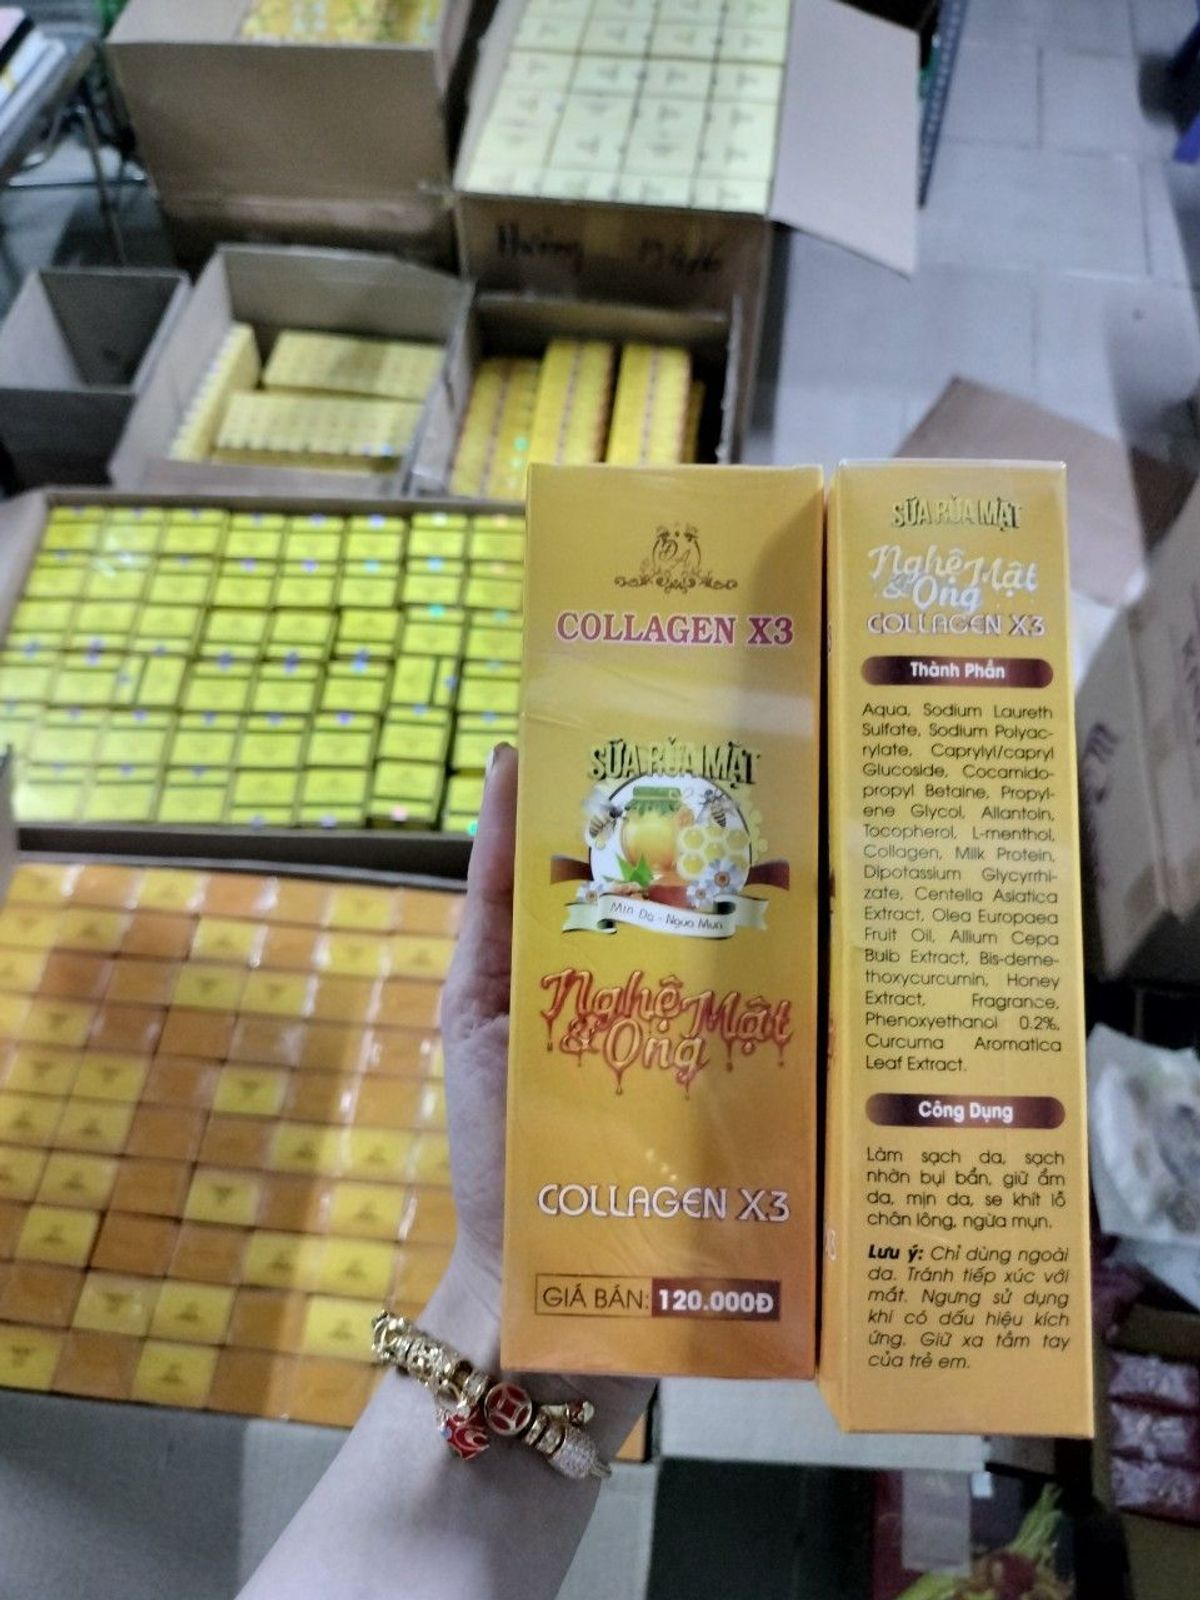 COLLAGEN X3
SỮA RỬA MẶT
Mịn Da - Ngừa Mụn
Nghệ Mật
& Ong
COLLAGEN X3
GIÁ BÁN: 120.000Đ
SỮA RỬA MẶT
Nghệ Mật
& Ong
COLLAGEN X3
Thành Phần
Aqua, Sodium Laureth
Sulfate, Sodium Polyac-
rylate, Caprylyl/capryl
Glucoside, Cocamido-
propyl Betaine, Propyl-
ene Glycol, Allantoin,
Tocopherol, L-menthol,
Collagen, Milk Protein,
Dipotassium Glycyrrhi-
zate, Centella Asiatica
Extract, Olea Europaea
Fruit Oil, Allium Cepa
Bulb Extract, Bis-deme-
thoxycurcumin, Honey
Extract, Fragrance,
Phenoxyethanol 0.2%,
Curcuma Aromatica
Leaf Extract.
Công Dụng
Làm sạch da, sạch
nhờn bụi bẩn, giữ ẩm
da, mịn da, se khít lỗ
chân lông, ngừa mụn.
Lưu ý: Chỉ dùng ngoài
da. Tránh tiếp xúc với
mắt. Ngưng sử dụng
khi có dấu hiệu kích
ứng. Giữ xa tầm tay
của trẻ em.